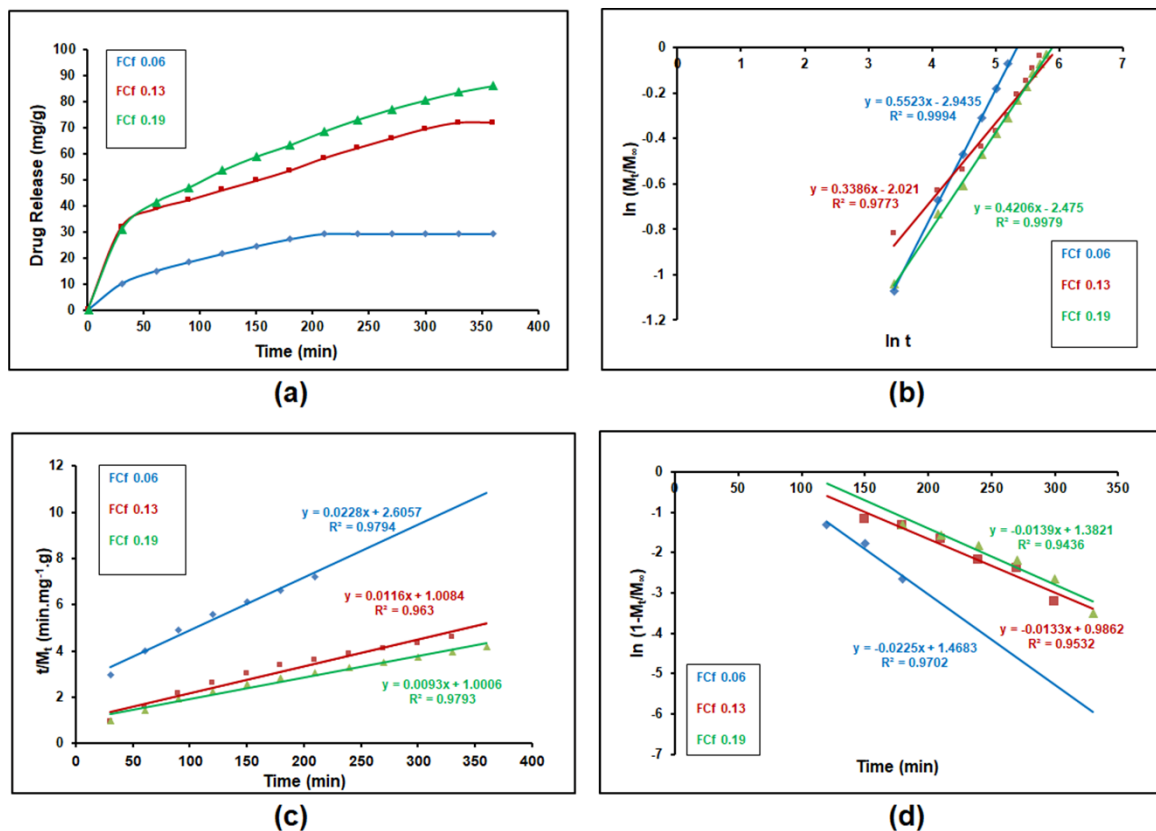 100
90
80
70
60
50
40
30
20
10
0
Drug Release (mg/g)
FCf 0.06
FCf 0.13
FCf 0.19
0
50
100
150
200
250
300
350
400
Time (min)
(a)
0
-0.2
-0.4
-0.6
-0.8
-1
-1.2
ln (Mt/M∞)
0
1
2
3
4
5
6
7
y = 0.5523x - 2.9435
R² = 0.9994
y = 0.3386x - 2.021
R² = 0.9773
y = 0.4206x - 2.475
R² = 0.9979
FCf 0.06
FCf 0.13
FCf 0.19
ln t
(b)
12
10
8
6
4
2
0
t/Mt (min.mg⁻¹.g)
FCf 0.06
FCf 0.13
FCf 0.19
y = 0.0228x + 2.6057
R² = 0.9794
y = 0.0116x + 1.0084
R² = 0.963
y = 0.0093x + 1.0006
R² = 0.9793
0
50
100
150
200
250
300
350
400
Time (min)
(c)
0
-1
-2
-3
-4
-5
-6
-7
ln (1-Mt/M∞)
0
50
100
150
200
250
300
350
y = -0.0139x + 1.3821
R² = 0.9436
y = -0.0133x + 0.9862
R² = 0.9532
y = -0.0225x + 1.4683
R² = 0.9702
FCf 0.06
FCf 0.13
FCf 0.19
Time (min)
(d)